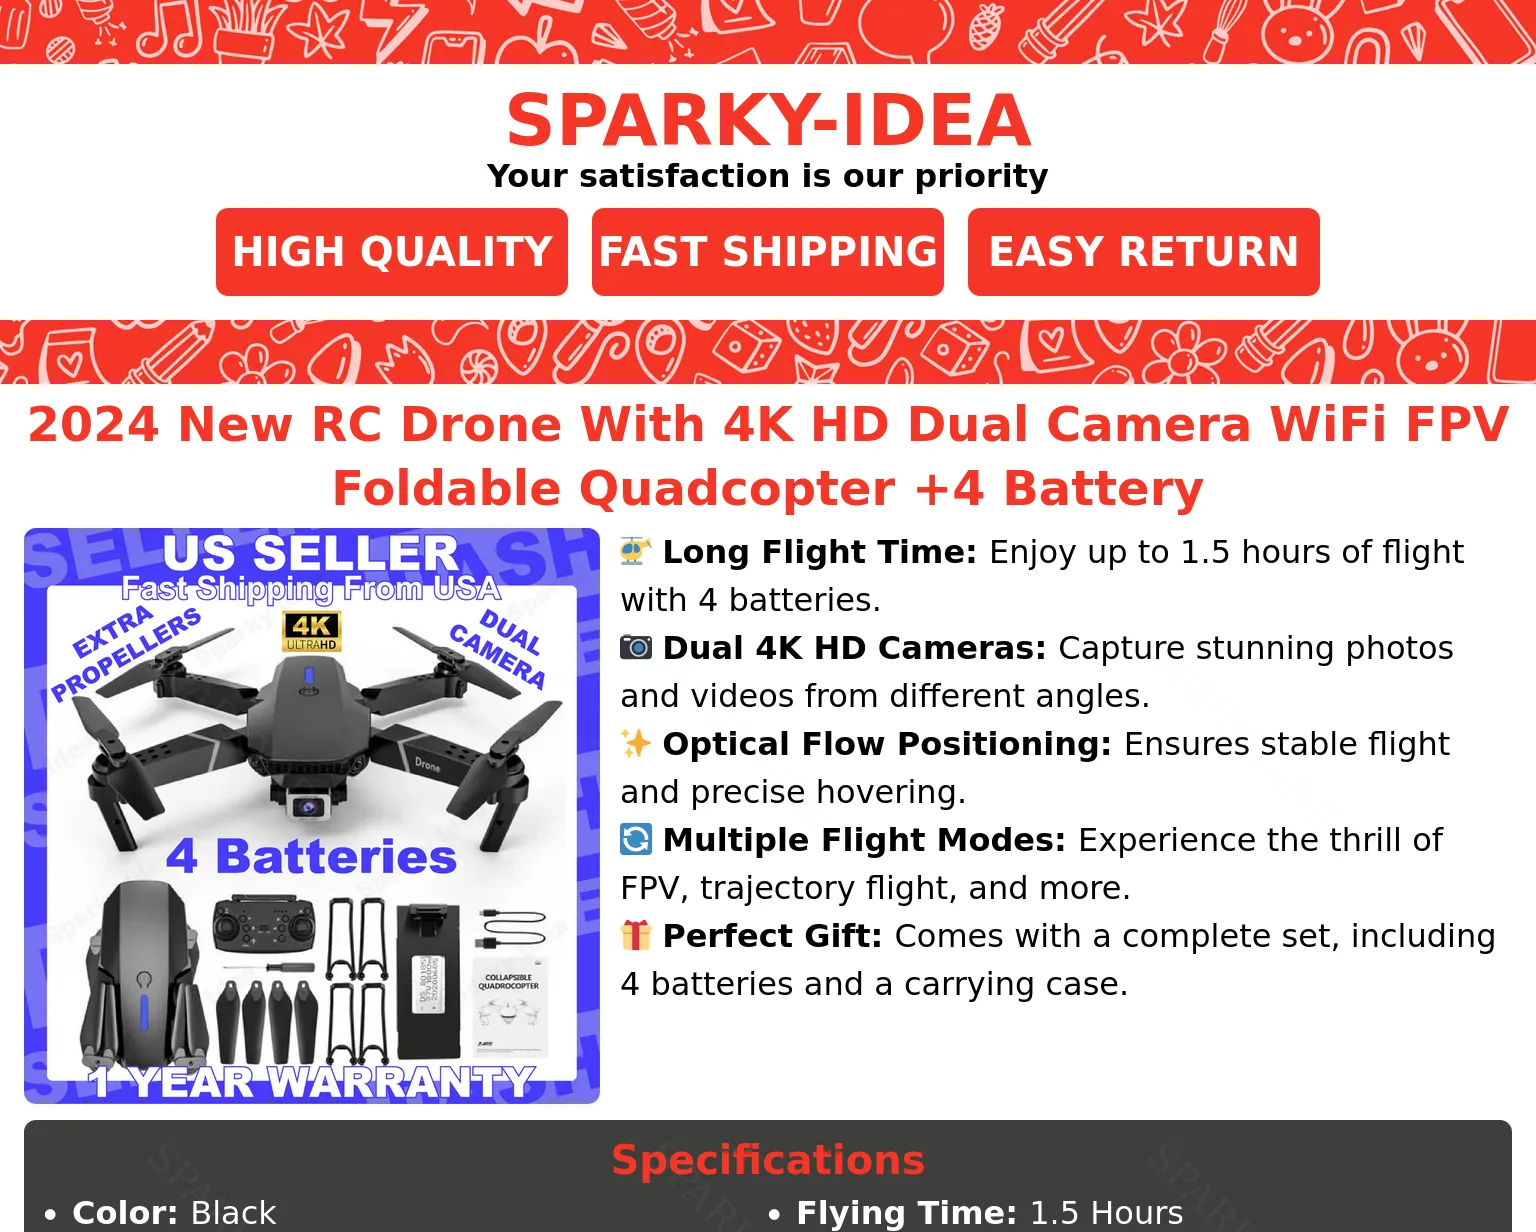 SPARKY-IDEA
Your satisfaction is our priority
HIGH QUALITY
FAST SHIPPING
EASY RETURN
2024 New RC Drone With 4K HD Dual Camera WiFi FPV
Foldable Quadcopter +4 Battery
US SELLER
Fast Shipping From USA
EXTRA
PROPELLERS
4K
ULTRAHD
DUAL
CAMERA
Drone
4 Batteries
COLLAPSIBLE
QUADROCOPTER
1 YEAR WARRANTY
🚁 Long Flight Time: Enjoy up to 1.5 hours of flight
with 4 batteries.
📷 Dual 4K HD Cameras: Capture stunning photos
and videos from different angles.
✨ Optical Flow Positioning: Ensures stable flight
and precise hovering.
🔄 Multiple Flight Modes: Experience the thrill of
FPV, trajectory flight, and more.
🎁 Perfect Gift: Comes with a complete set, including
4 batteries and a carrying case.
Specifications
• Color: Black
• Flying Time: 1.5 Hours